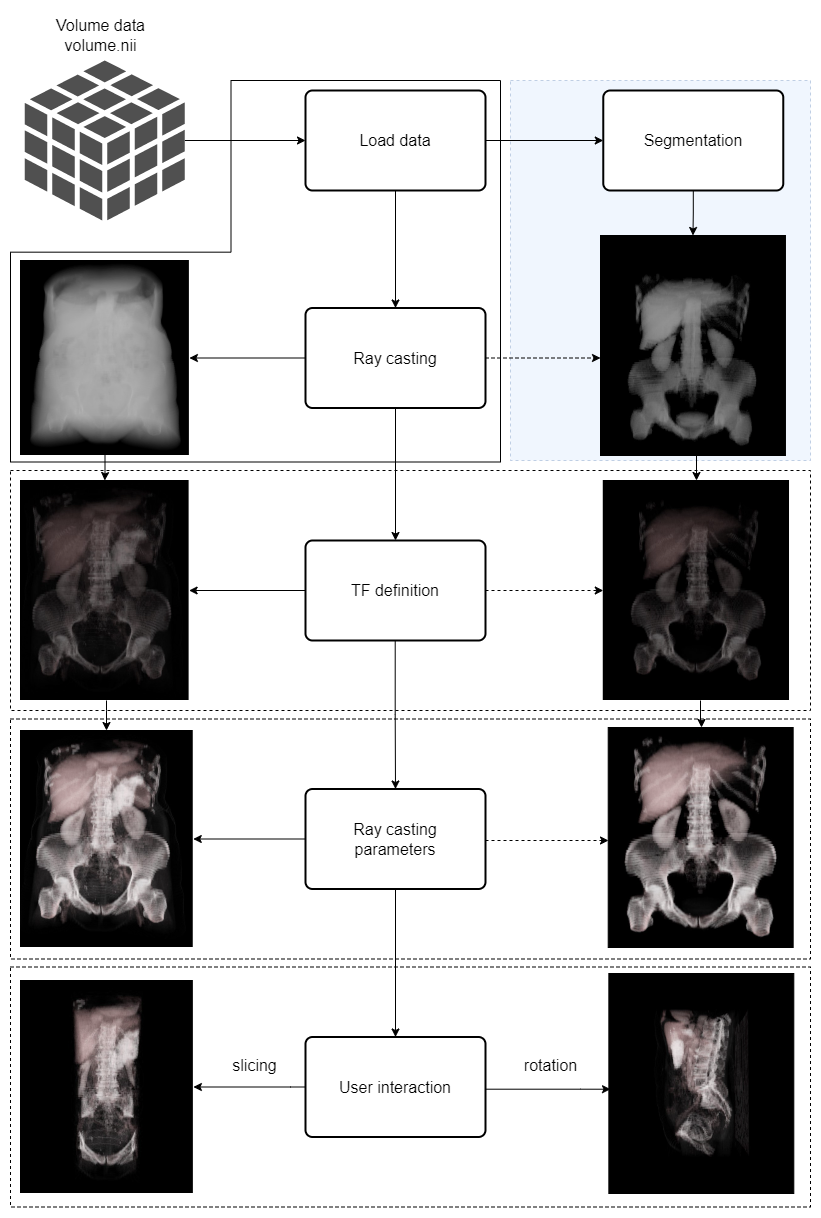 Volume data
volume.nii
Load data
Segmentation
Ray casting
TF definition
Ray casting
parameters
slicing
User interaction
rotation